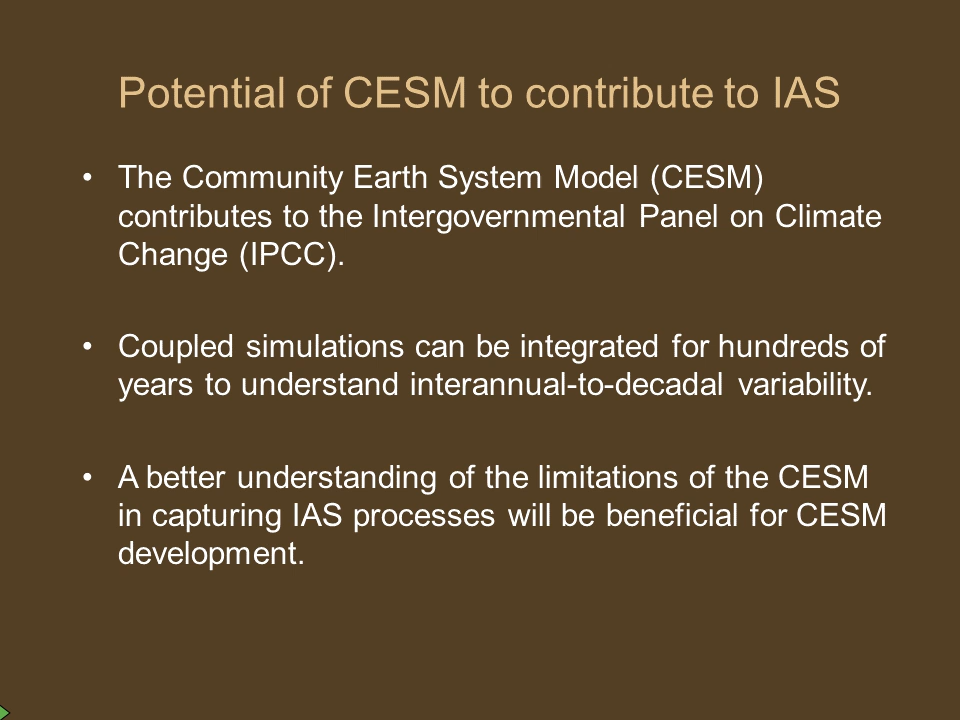 Potential of CESM to contribute to IAS
• The Community Earth System Model (CESM)
contributes to the Intergovernmental Panel on Climate
Change (IPCC).
• Coupled simulations can be integrated for hundreds of
years to understand interannual-to-decadal variability.
• A better understanding of the limitations of the CESM
in capturing IAS processes will be beneficial for CESM
development.